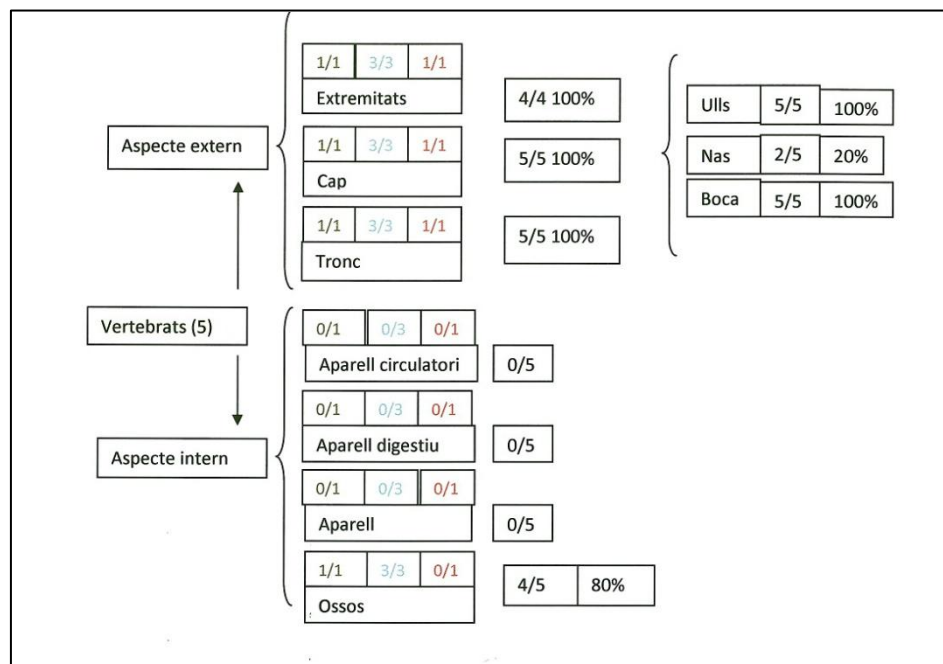 1/1 3/3 1/1
Extremitats
4/4 100%
Aspecte extern
1/1 3/3 1/1
Cap
5/5 100%
1/1 3/3 1/1
Tronc
5/5 100%
Ulls 5/5 100%
Nas 2/5 20%
Boca 5/5 100%
Vertebrats (5)
Aspecte intern
0/1 0/3 0/1
Aparell circulatori
0/5
0/1 0/3 0/1
Aparell digestiu
0/5
0/1 0/3 0/1
Aparell
0/5
1/1 3/3 0/1
Ossos
4/5 80%